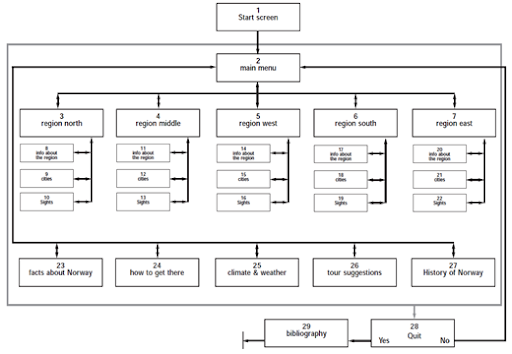 1
Start screen
2
main menu
3
region north
4
region middle
5
region west
6
region south
7
region east
8
info about
the region
11
info about
the region
14
info about
the region
17
info about
the region
20
info about
the region
9
cities
12
cities
15
cities
18
cities
21
cities
10
Sights
13
Sights
16
Sights
19
Sights
22
Sights
23
facts about Norway
24
how to get there
25
climate & weather
26
tour suggestions
27
History of Norway
29
bibliography
28
Quit
Yes No